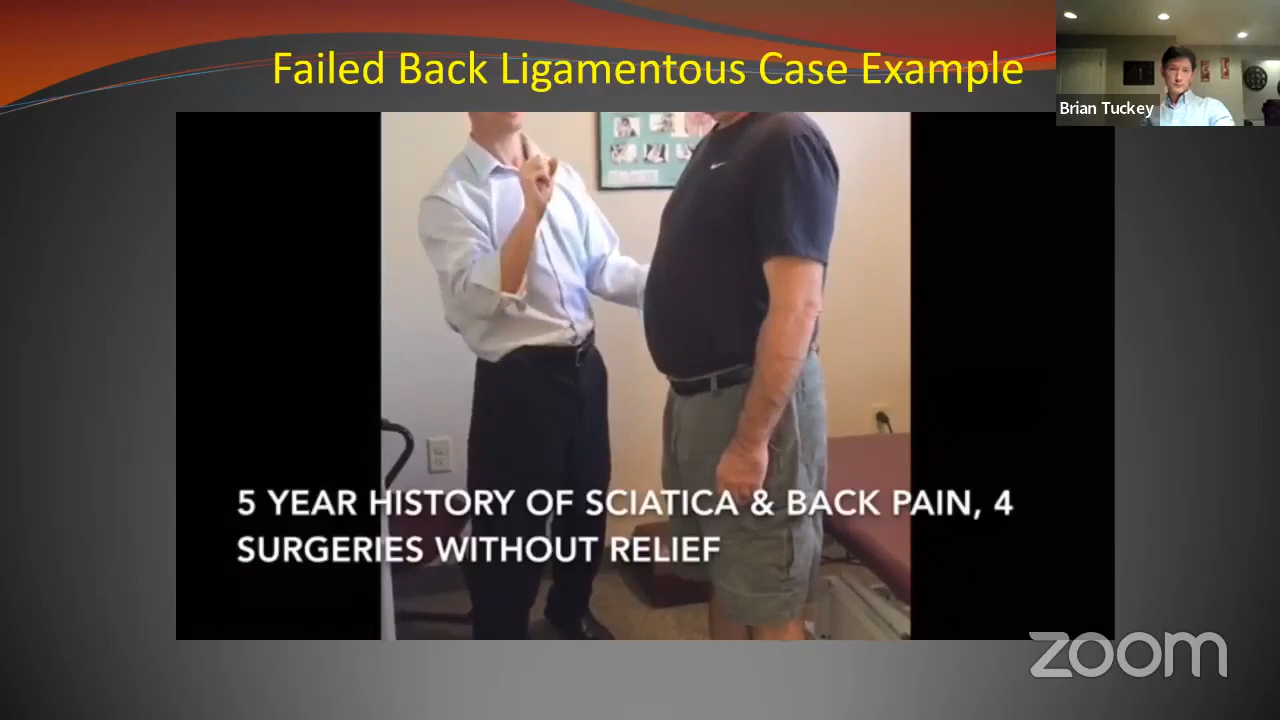 Failed Back Ligamentous Case Example
Brian Tuckey
5 YEAR HISTORY OF SCIATICA & BACK PAIN, 4
SURGERIES WITHOUT RELIEF
zoom